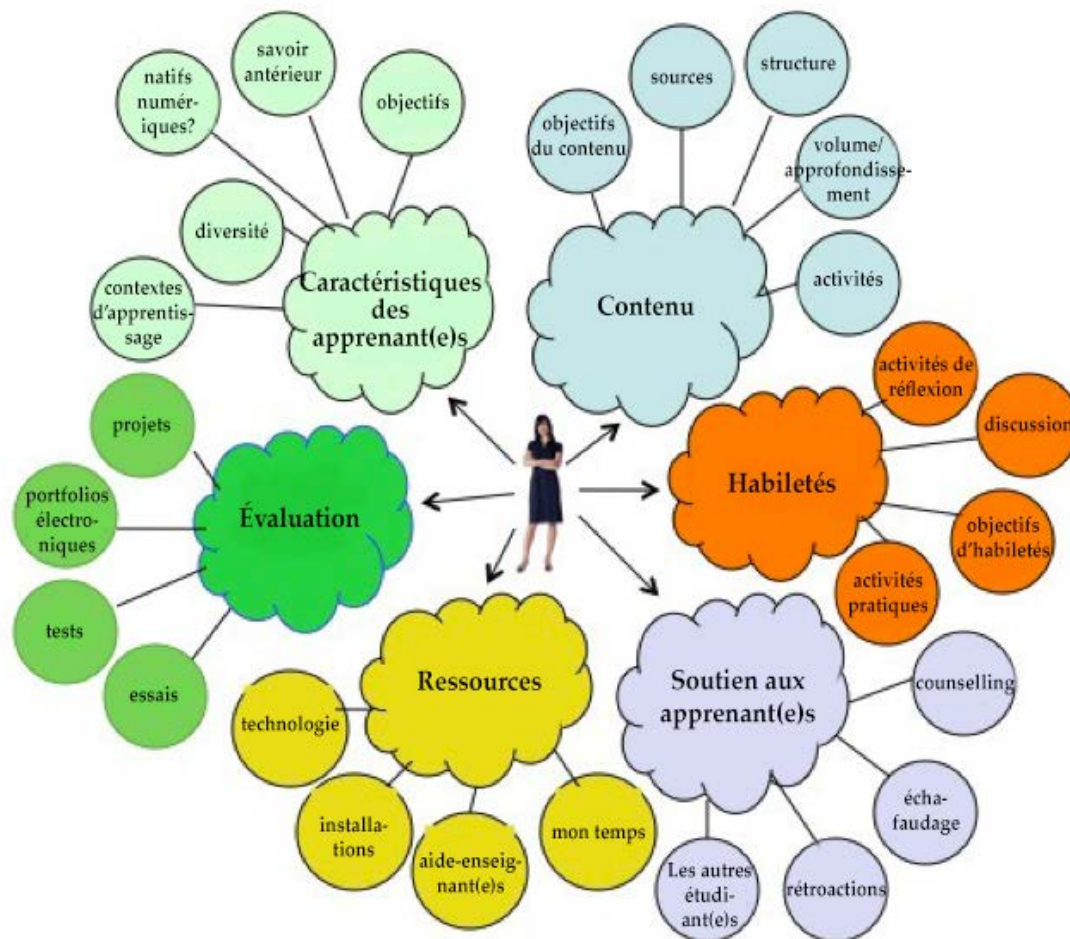 natifs
numér-
iques?
savoir
antérieur
objectifs
diversité
contextes
d'apprentis-
sage
Caractéristiques
des
apprenant(e)s
objectifs
du contenu
sources
structure
volume/
approfondisse-
ment
activités
Contenu
activités de
réflexion
discussion
objectifs
d'habiletés
activités
pratiques
Habiletés
projets
portfolios
électro-
niques
tests
essais
Évaluation
Ressources
technologie
installa-
tions
aide-enseig-
nant(e)s
mon temps
Soutien aux
apprenant(e)s
counselling
écha-
faudage
rétroactions
Les autres
étudi-
ant(e)s